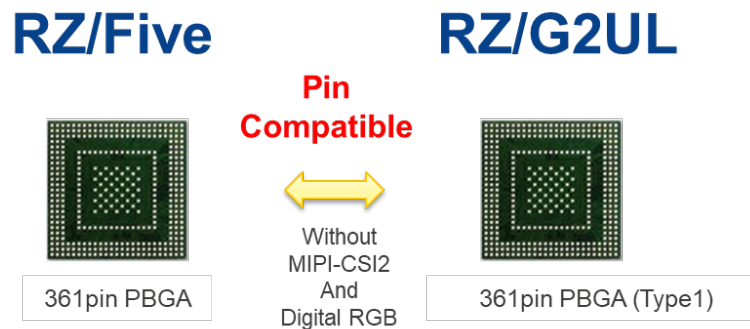 RZ/Five
RZ/G2UL
Pin
Compatible
Without
MIPI-CSI2
And
Digital RGB
361pin PBGA
361pin PBGA (Type1)